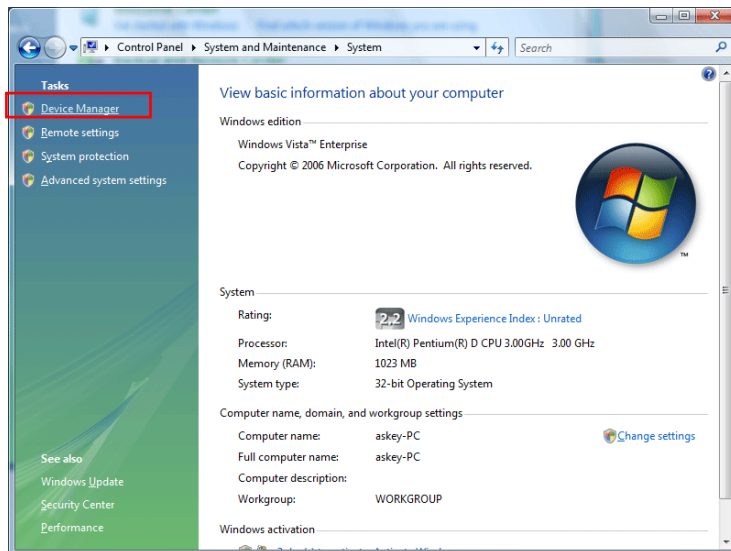 Control Panel ▸ System and Maintenance ▸ System
Search
Tasks
Device Manager
Remote settings
System protection
Advanced system settings
See also
Windows Update
Security Center
Performance
View basic information about your computer
Windows edition
Windows Vista™ Enterprise
Copyright © 2006 Microsoft Corporation. All rights reserved.
TM
System
Rating: 2,2 Windows Experience Index : Unrated
Processor: Intel(R) Pentium(R) D CPU 3.00GHz 3.00 GHz
Memory (RAM): 1023 MB
System type: 32-bit Operating System
Computer name, domain, and workgroup settings
Computer name: askey-PC Change settings
Full computer name: askey-PC
Computer description:
Workgroup: WORKGROUP
Windows activation